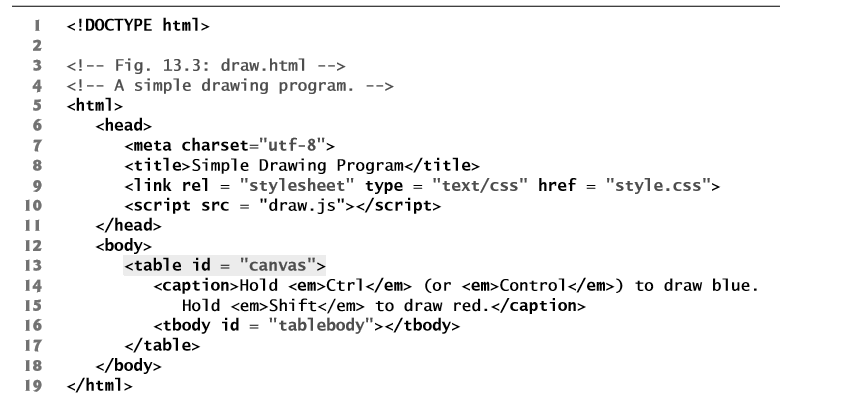 1 <!DOCTYPE html>
2
3 <!-- Fig. 13.3: draw.html -->
4 <!-- A simple drawing program. -->
5 <html>
6    <head>
7       <meta charset="utf-8">
8       <title>Simple Drawing Program</title>
9       <link rel = "stylesheet" type = "text/css" href = "style.css">
10       <script src = "draw.js"></script>
11    </head>
12    <body>
13       <table id = "canvas">
14          <caption>Hold <em>Ctrl</em> (or <em>Control</em>) to draw blue.
15             Hold <em>Shift</em> to draw red.</caption>
16          <tbody id = "tablebody"></tbody>
17       </table>
18    </body>
19 </html>